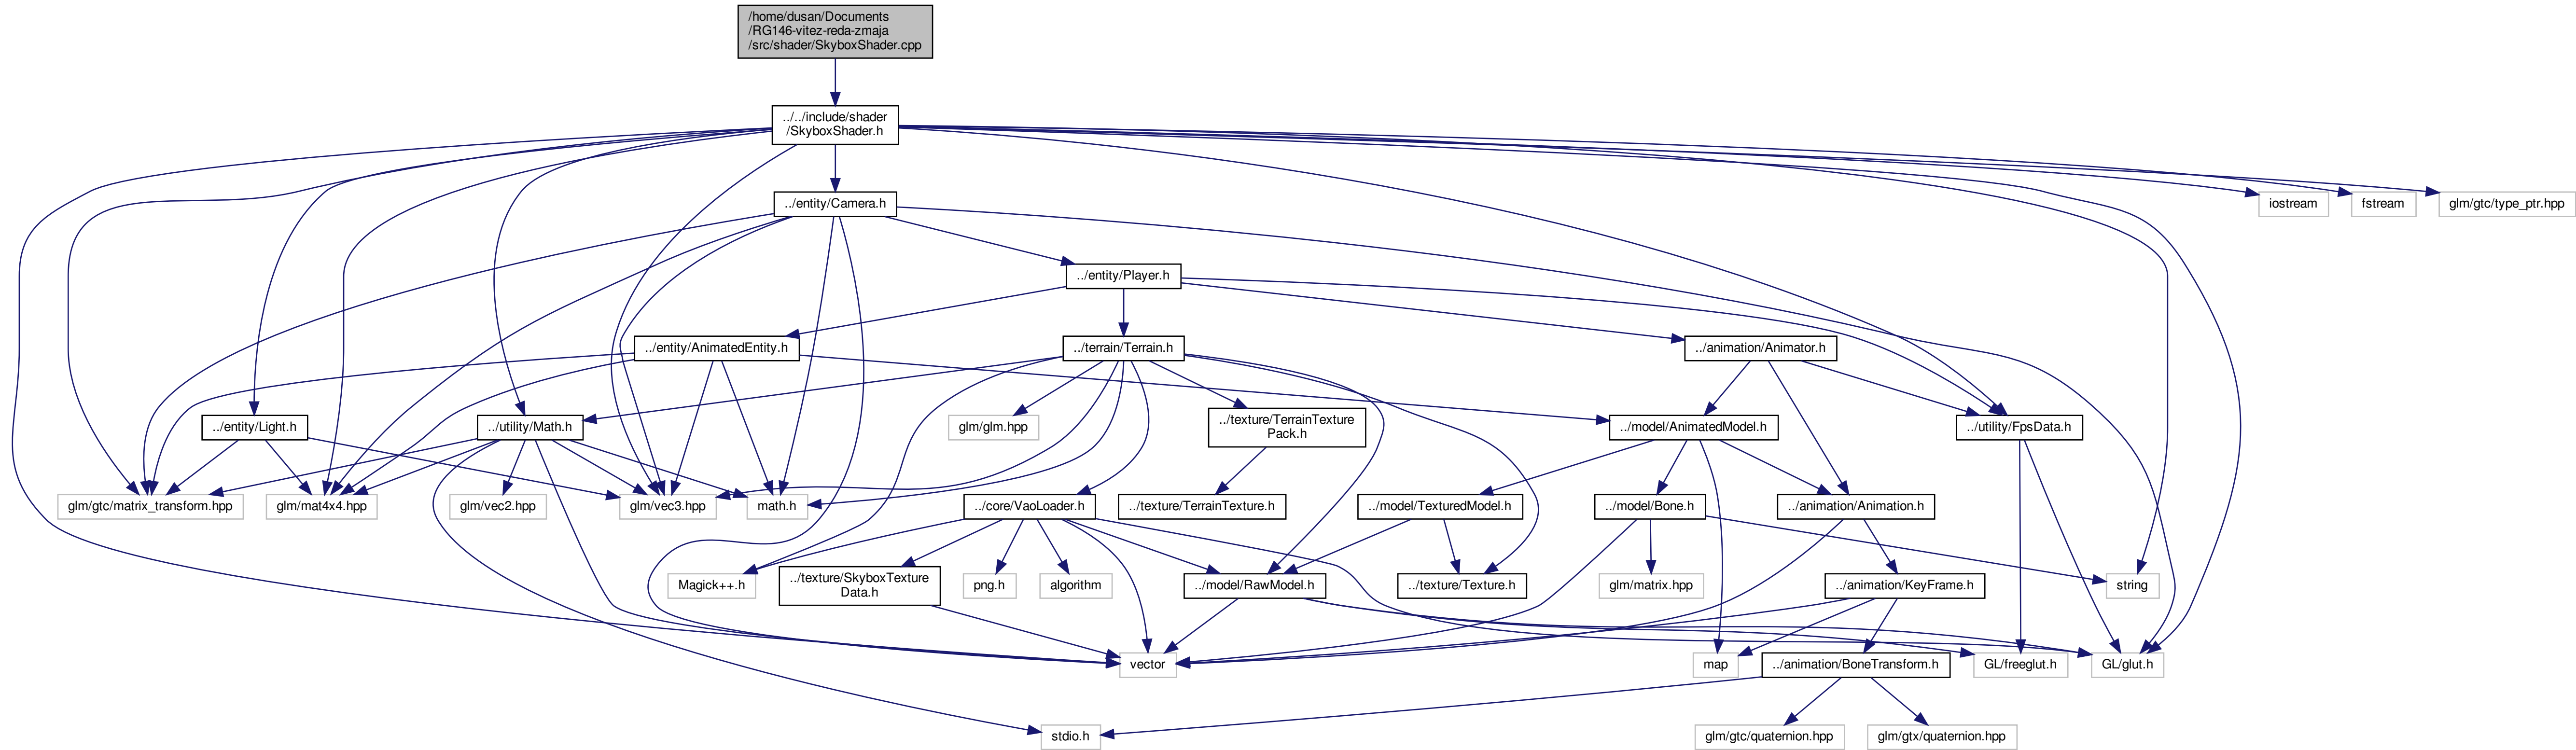 /home/dusan/Documents
/RG146-vitez-reda-zmaja
/src/shader/SkyboxShader.cpp
../../include/shader
/SkyboxShader.h
../entity/Camera.h
iostream
fstream
glm/gtc/type_ptr.hpp
../entity/Player.h
../entity/AnimatedEntity.h
../terrain/Terrain.h
../animation/Animator.h
../entity/Light.h
../utility/Math.h
glm/glm.hpp
../texture/TerrainTexture
Pack.h
../model/AnimatedModel.h
../utility/FpsData.h
glm/gtc/matrix_transform.hpp
glm/mat4x4.hpp
glm/vec2.hpp
glm/vec3.hpp
math.h
../core/VaoLoader.h
../texture/TerrainTexture.h
../model/TexturedModel.h
../model/Bone.h
../animation/Animation.h
Magick++.h
../texture/SkyboxTexture
Data.h
png.h
algorithm
../model/RawModel.h
../texture/Texture.h
glm/matrix.hpp
../animation/KeyFrame.h
string
vector
map
../animation/BoneTransform.h
GL/freeglut.h
GL/glut.h
stdio.h
glm/gtc/quaternion.hpp
glm/gtx/quaternion.hpp